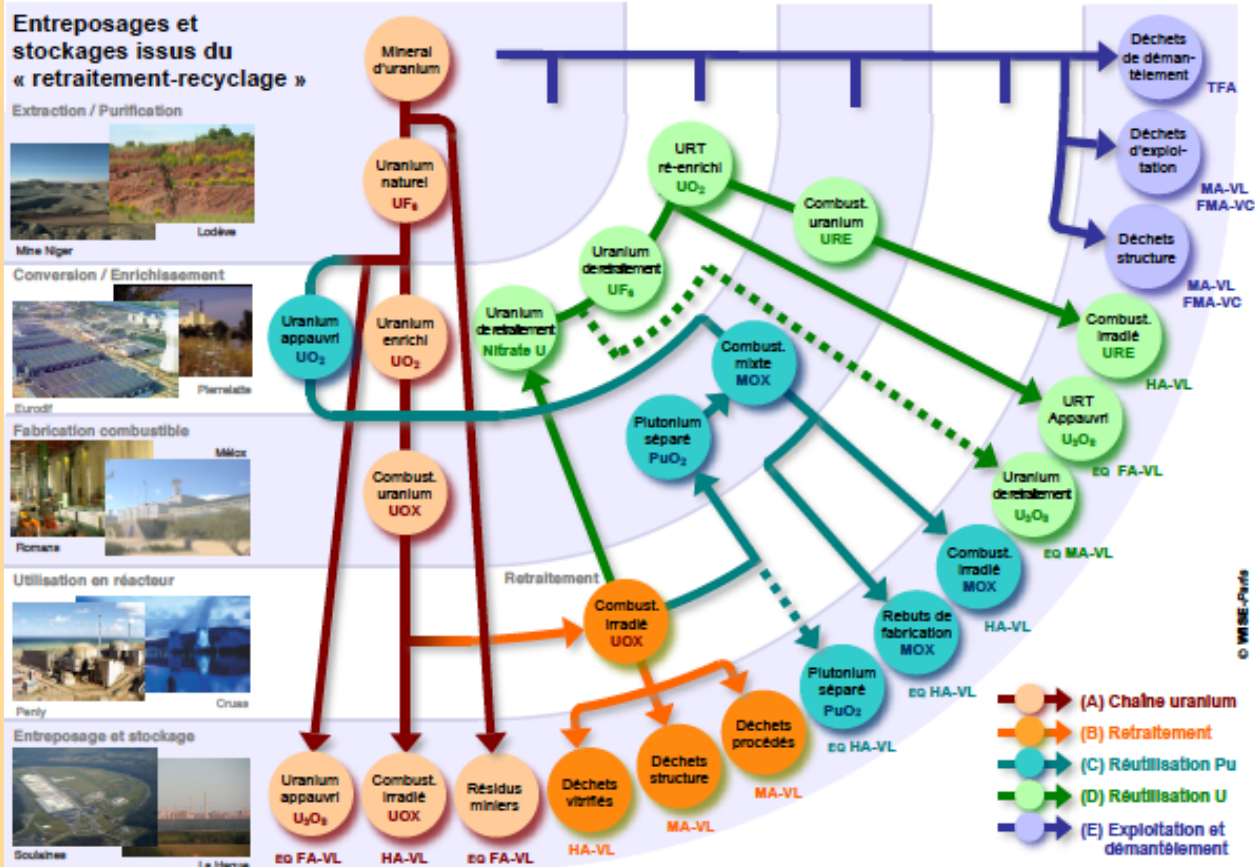 Entreposages et
stockages issus du
« retraitement-recyclage »
Extraction / Purification
Lodève
Mine Niger
Conversion / Enrichissement
Pierrelatte
Eurodif
Fabrication combustible
Mélox
Romans
Utilisation en réacteur
Penly
Cruas
Entreposage et stockage
Soulaines
La Hague
Mineral
d'uranium
Uranium
naturel
UF₆
Uranium
appauvri
UO₂
Uranium
enrichi
UO₂
Combust.
uranium
UOX
Uranium
appauvri
U₃O₈
EQ FA-VL
Combust.
irradié
UOX
HA-VL
Résidus
miniers
EQ FA-VL
Retraitement
Combust.
irradié
UOX
Déchets
vitrifiés
HA-VL
Déchets
structure
MA-VL
Déchets
procédés
MA-VL
Uranium
de retraitement
Nitrate U
Uranium
de retraitement
UF₆
URT
ré-enrichi
UO₂
Combust.
uranium
URE
Combust.
mixte
MOX
Plutonium
séparé
PuO₂
Plutonium
séparé
PuO₂
EQ HA-VL
Rebuts de
fabrication
MOX
EQ HA-VL
Combust.
irradié
MOX
HA-VL
Uranium
de retraitement
U₃O₈
EQ MA-VL
URT
Appauvri
U₃O₈
EQ FA-VL
Combust.
irradié
URE
HA-VL
Déchets
de déman-
tèlement
TFA
Déchets
d'exploi-
tation
MA-VL
FMA-VC
Déchets
structure
MA-VL
FMA-VC
© WISE-Paris
(A) Chaîne uranium
(B) Retraitement
(C) Réutilisation Pu
(D) Réutilisation U
(E) Exploitation et
démantèlement